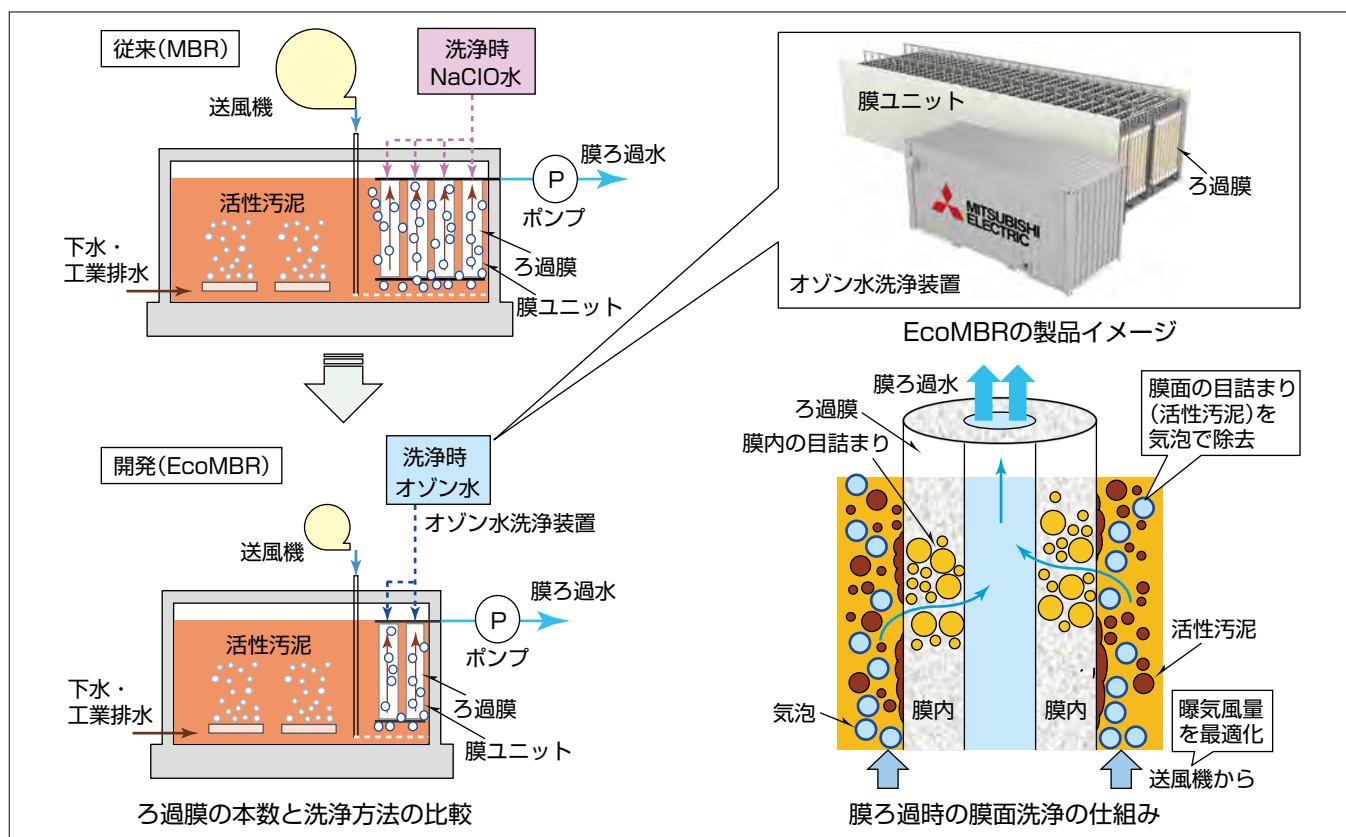 従来(MBR)
送風機
洗浄時
NaClO水
膜ろ過水
P
ポンプ
活性汚泥
下水・
工業排水
ろ過膜
膜ユニット
開発(EcoMBR)
送風機
洗浄時
オゾン水
オゾン水洗浄装置
膜ろ過水
P
ポンプ
活性汚泥
下水・
工業排水
ろ過膜
膜ユニット
ろ過膜の本数と洗浄方法の比較
膜ユニット
ろ過膜
MITSUBISHI
ELECTRIC
オゾン水洗浄装置
EcoMBRの製品イメージ
膜ろ過水
ろ過膜
膜内の目詰まり
膜面の目詰まり
(活性汚泥)を
気泡で除去
活性汚泥
気泡
膜内
膜内
曝気風量
を最適化
送風機から
膜ろ過時の膜面洗浄の仕組み